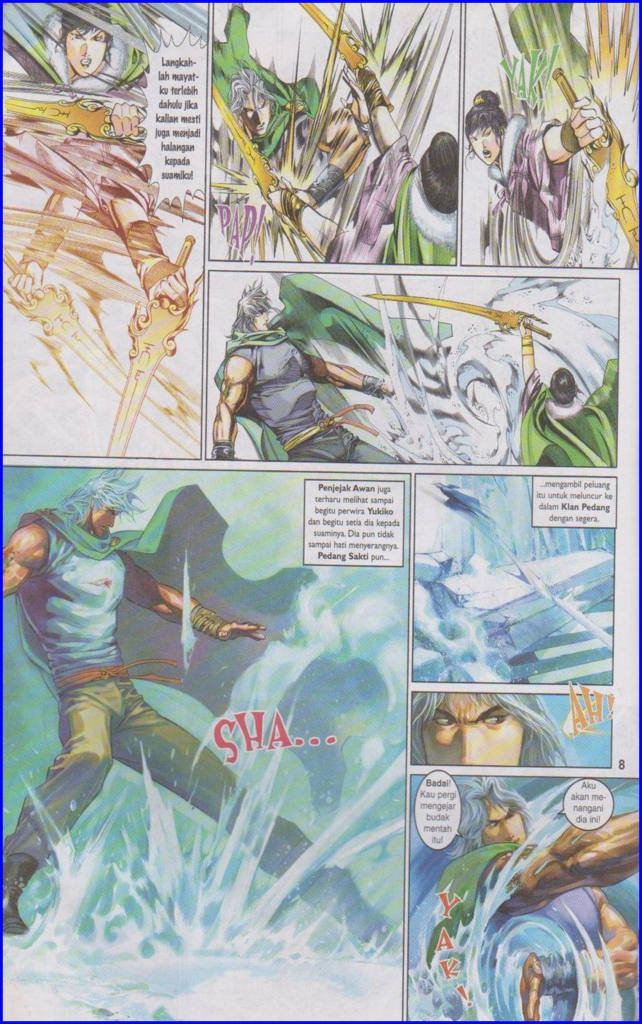 Langkah-
lah mayat-
ku terlebih
dahulu jika
kalian mesti
juga menjadi
halangan
kepada
suamiku!
PAP!
YAK!
Penjejak Awan juga
terharu melihat sampai
begitu perwira Yukiko
dan begitu setia dia kepada
suaminya. Dia pun tidak
sampai hati menyerangnya.
Pedang Sakti pun...
SHA...
...mengambil peluang
itu untuk meluncur ke
dalam Klan Pedang
dengan segera.
AH!
8
Badai!
Kau pergi
mengejar
budak
mentah
itu!
Aku
akan me-
nangani
dia ini!
YAK!